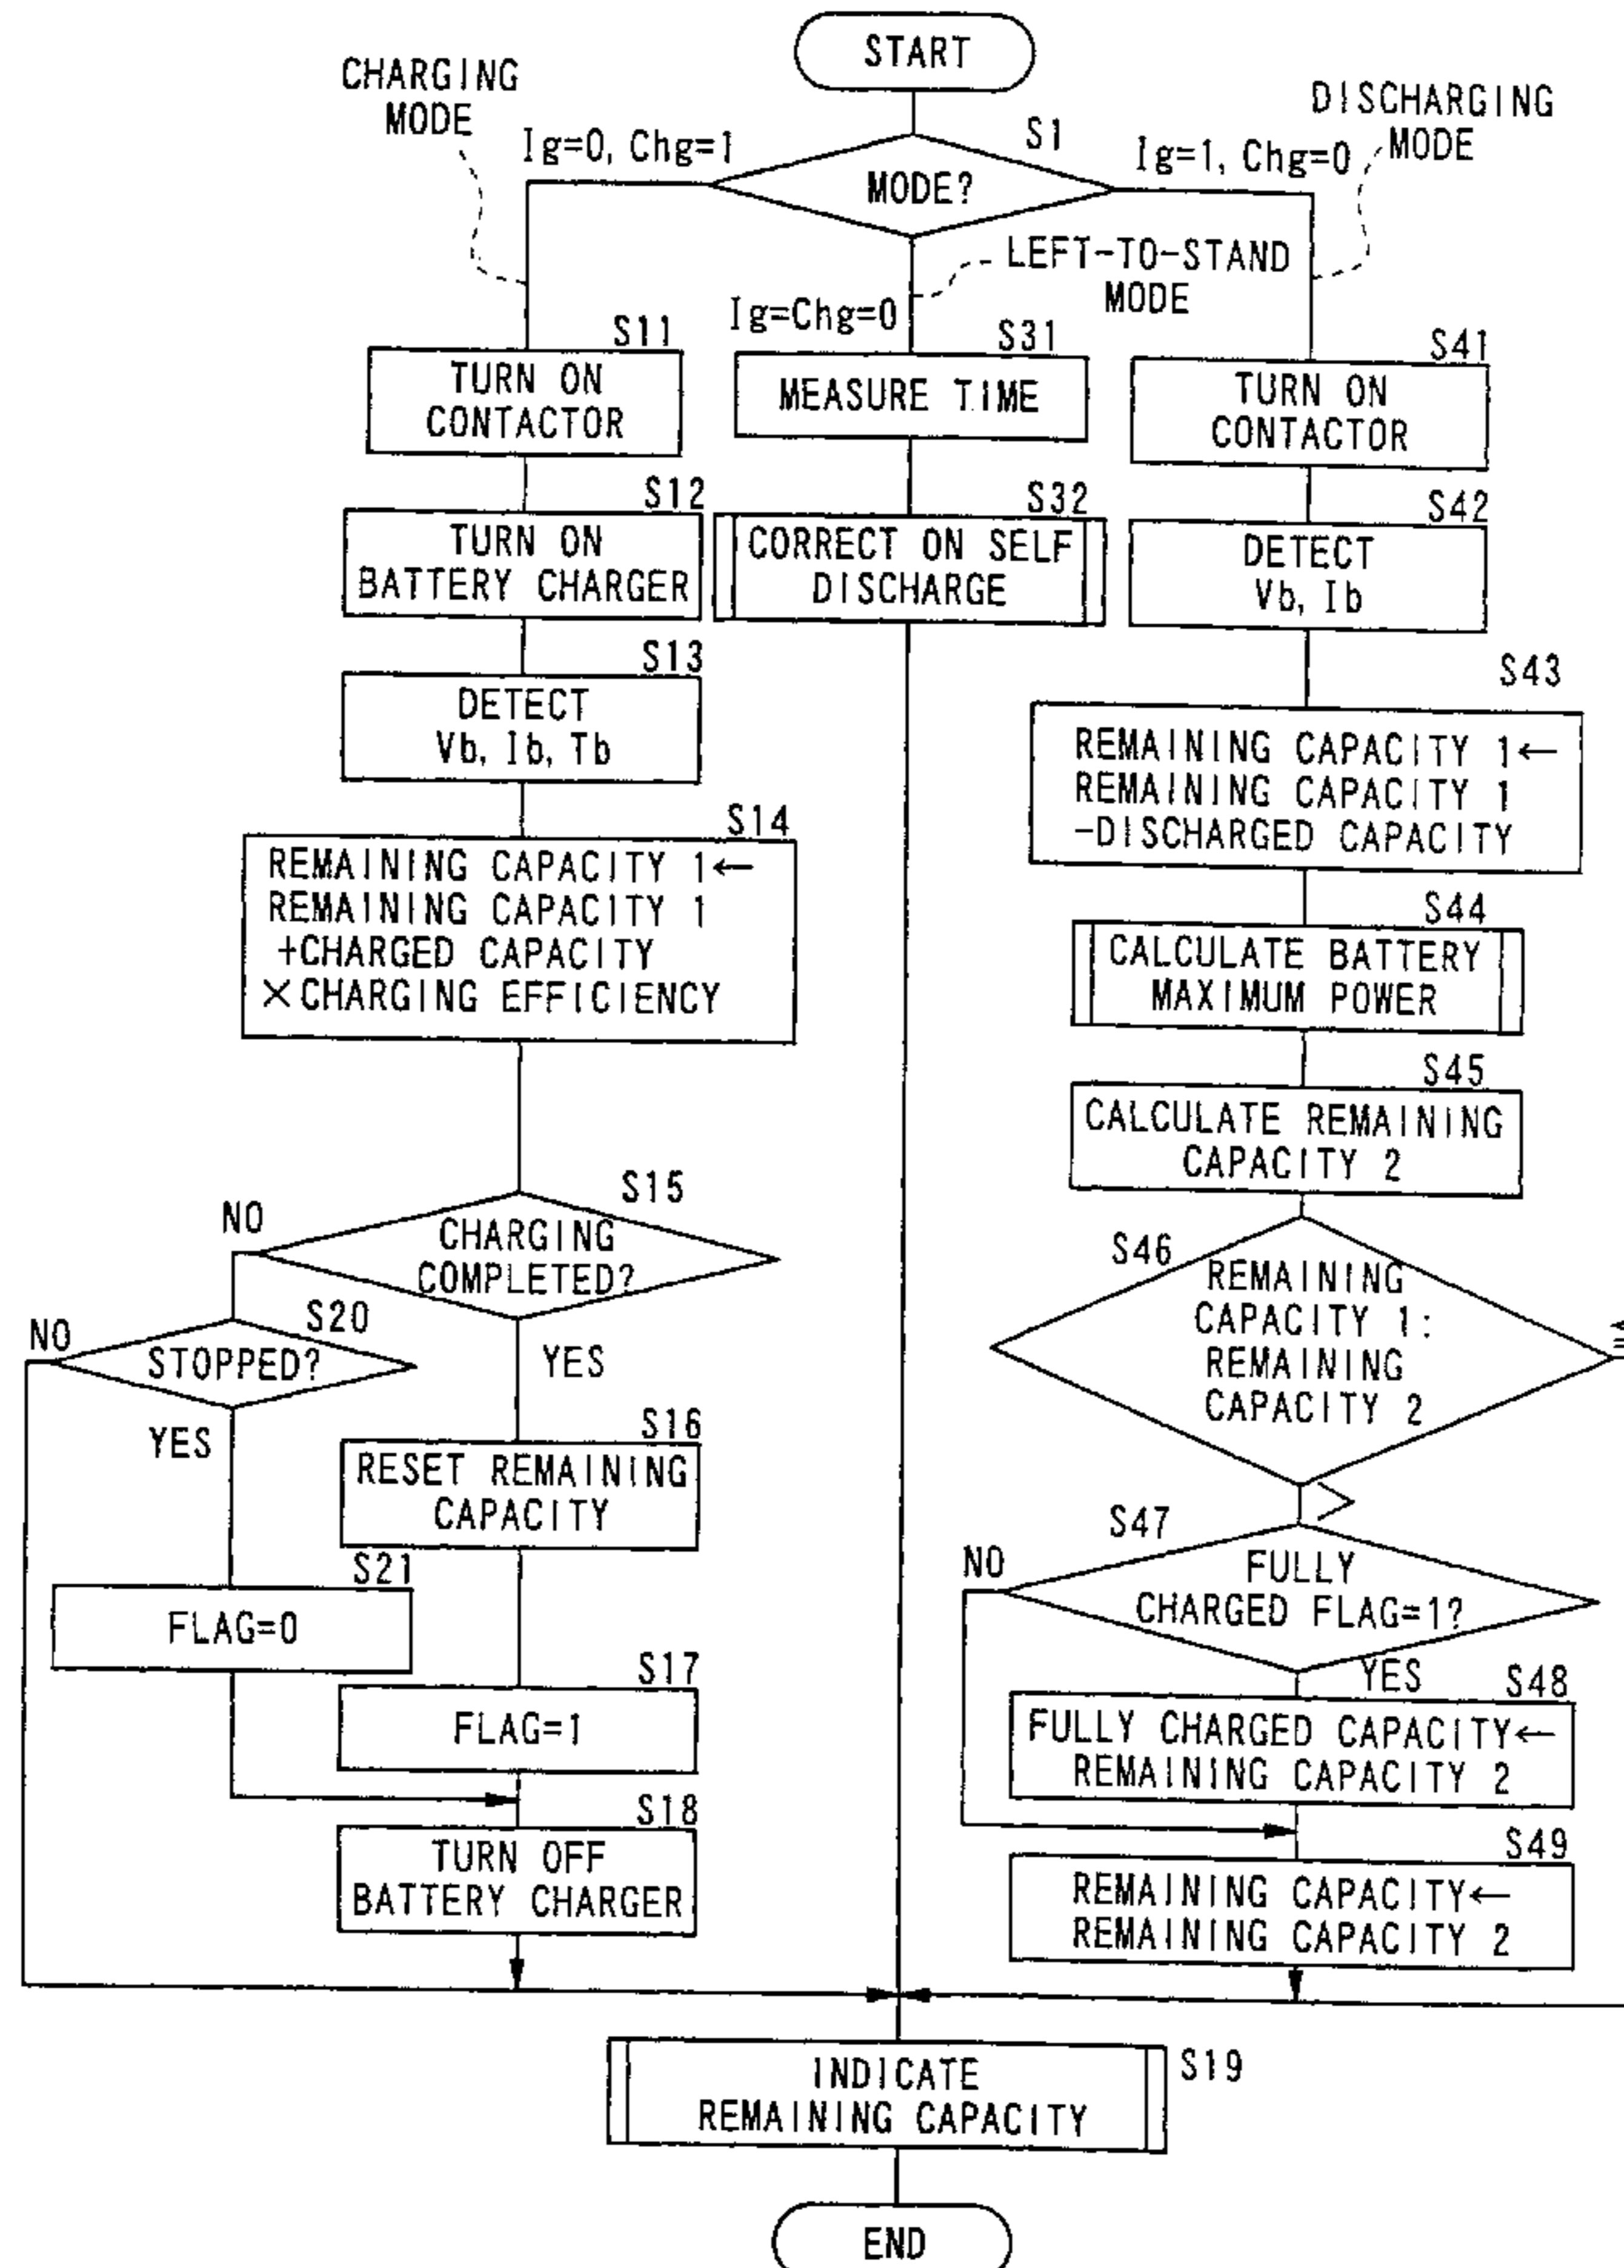 START
CHARGING
MODE
DISCHARGING
MODE
Ig=0, Chg=1
S1
Ig=1, Chg=0
MODE?
LEFT-TO-STAND
MODE
Ig=Chg=0
S11
TURN ON
CONTACTOR
S12
TURN ON
BATTERY CHARGER
S13
DETECT
Vb, Ib, Tb
S14
REMAINING CAPACITY 1←
REMAINING CAPACITY 1
+CHARGED CAPACITY
×CHARGING EFFICIENCY
S15
CHARGING
COMPLETED?
NO
YES
S20
STOPPED?
NO
YES
S16
RESET REMAINING
CAPACITY
S21
FLAG=0
S17
FLAG=1
S18
TURN OFF
BATTERY CHARGER
S31
MEASURE TIME
S32
CORRECT ON SELF
DISCHARGE
S41
TURN ON
CONTACTOR
S42
DETECT
Vb, Ib
S43
REMAINING CAPACITY 1←
REMAINING CAPACITY 1
-DISCHARGED CAPACITY
S44
CALCULATE BATTERY
MAXIMUM POWER
S45
CALCULATE REMAINING
CAPACITY 2
S46
REMAINING
CAPACITY 1:
REMAINING
CAPACITY 2
>
S47
FULLY
CHARGED FLAG=1?
NO
YES
S48
FULLY CHARGED CAPACITY←
REMAINING CAPACITY 2
S49
REMAINING CAPACITY←
REMAINING CAPACITY 2
S19
INDICATE
REMAINING CAPACITY
END